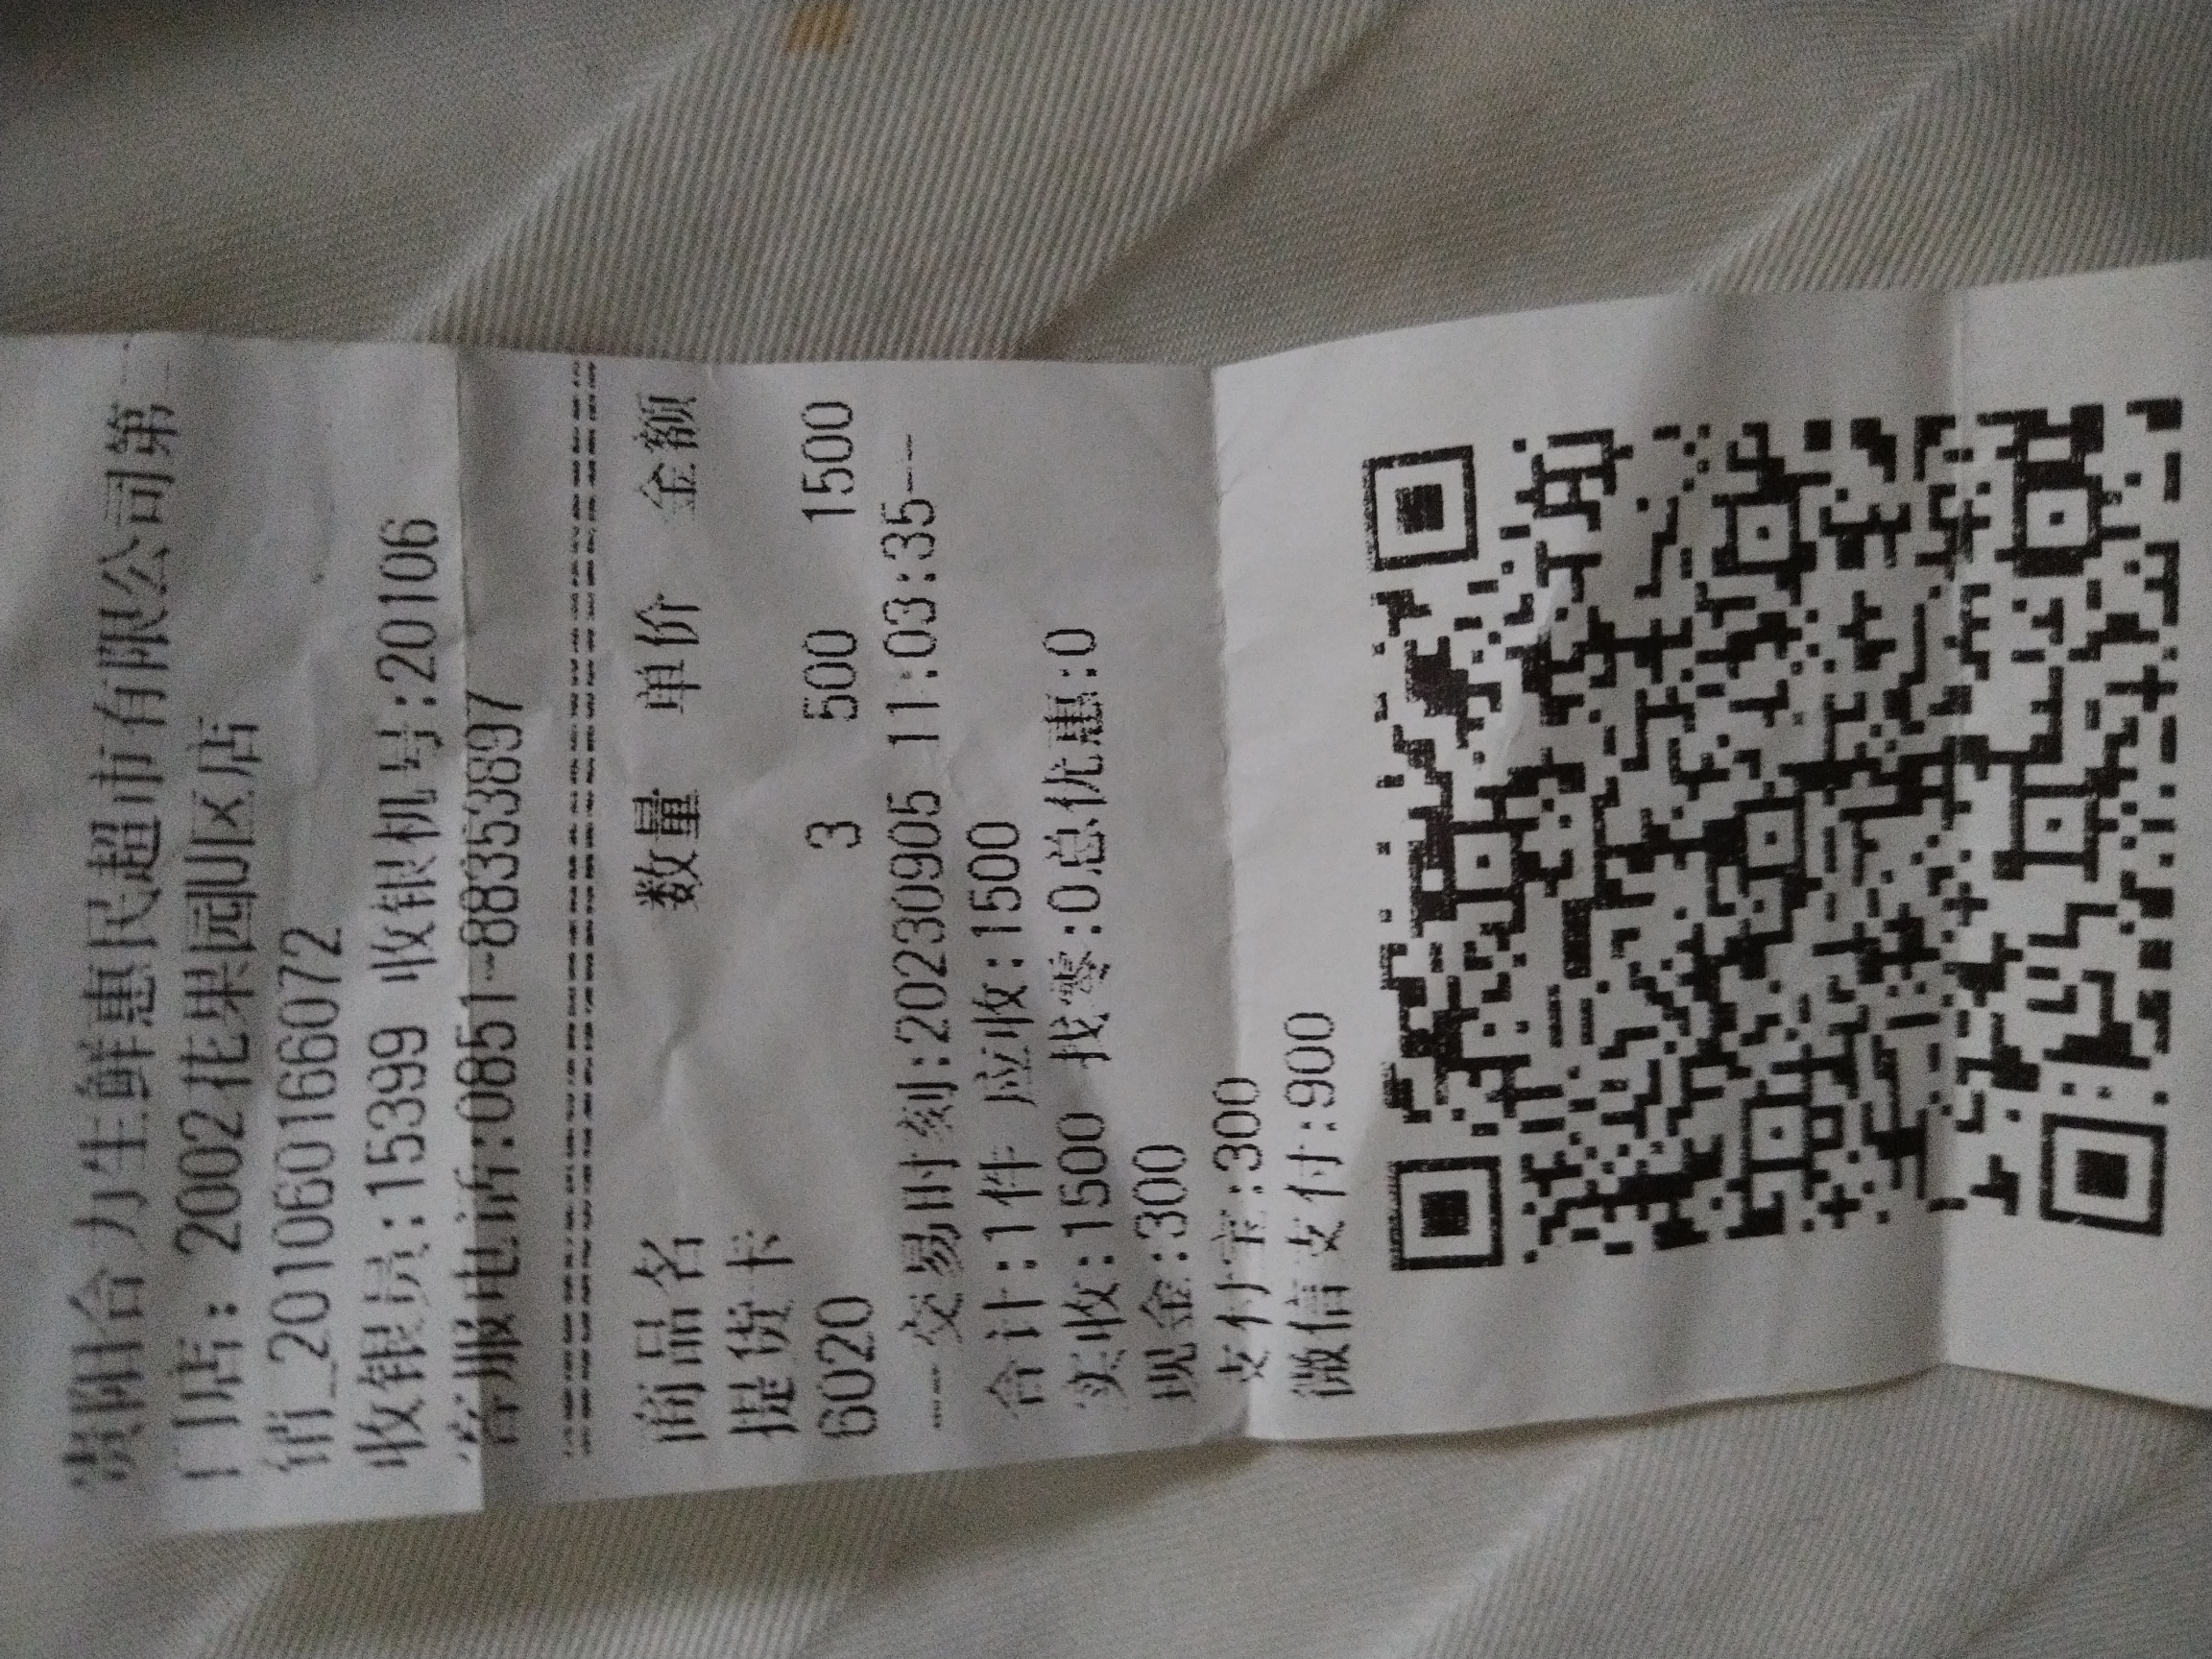 贵阳合力生鲜惠民超市有限公司第一
门店: 2002花果园U区店
销_201060166072
收银员:15399 收银机号:20106
客服电话:0851-88353897
商品名 数量 单价 金额
提货卡
6020 3 500 1500
---交易时刻:20230905 11:03:35--
合计:1件 应收:1500
实收:1500 找零:0总优惠:0
现金:300
支付宝:300
微信支付:900